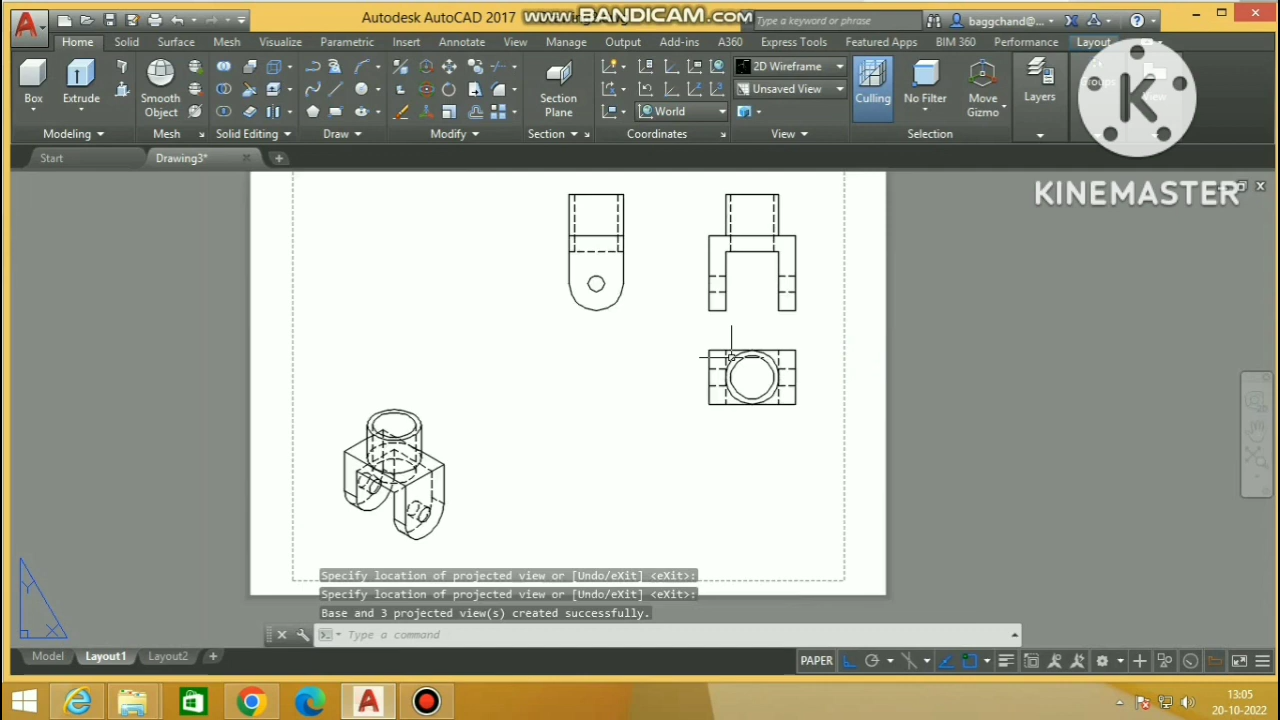 Autodesk AutoCAD 2017
www.BANDICAM.com
Type a keyword or phrase
baggchand@...
Home Solid Surface Mesh Visualize Parametric Insert Annotate View Manage Output Add-ins A360 Express Tools Featured Apps BIM 360 Performance Layout
2D Wireframe
Unsaved View
World
Box Extrude Smooth Object Section Plane Culling No Filter Move Gizmo Layers Groups View
Modeling Mesh Solid Editing Draw Modify Section Coordinates View Selection
K
KINEMASTER
Start Drawing3*
Specify location of projected view or [Undo/eXit] <eXit>:
Specify location of projected view or [Undo/eXit] <eXit>:
Base and 3 projected view(s) created successfully.
Type a command
Y
X
Model Layout1 Layout2 +
PAPER
13:05
20-10-2022